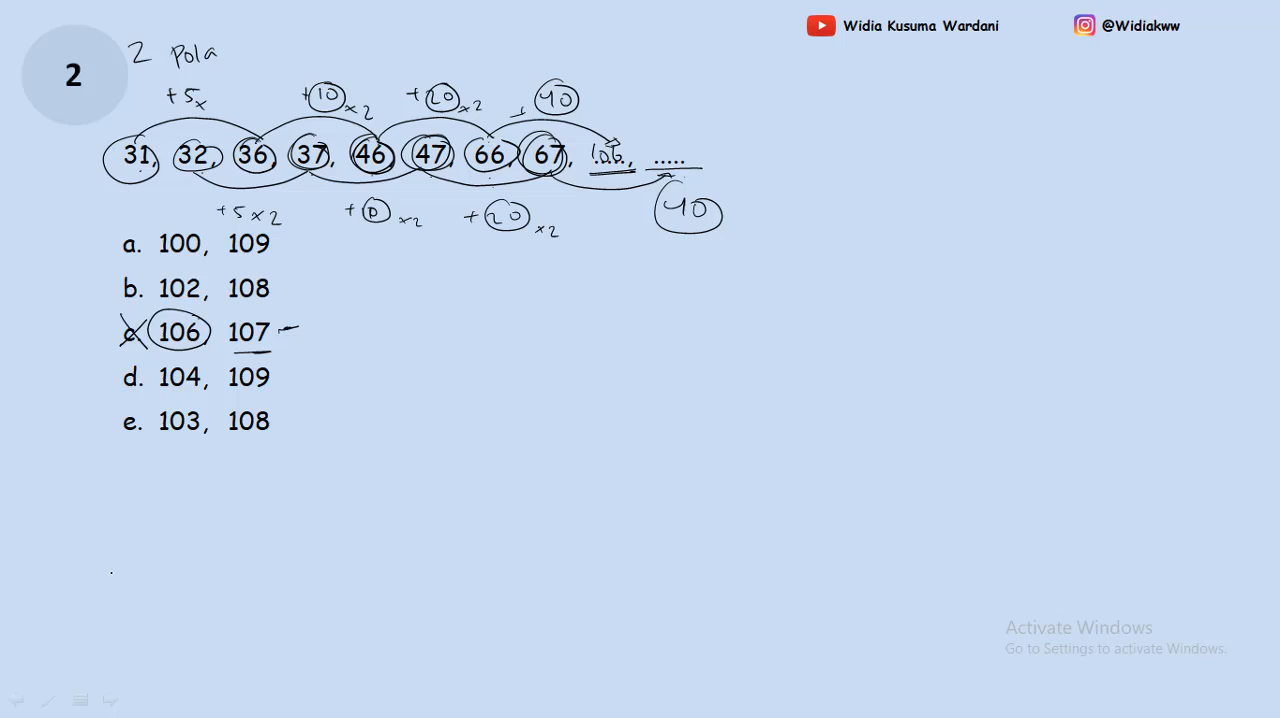 Widia Kusuma Wardani @Widiakww
2 pola
2
+5x +10 x2 +20 x2 + 40
31, 32, 36, 37, 46, 47, 66, 67, 106, .....
+5 x2 +10 x2 +20 x2 40
a. 100, 109
b. 102, 108
c. 106, 107
d. 104, 109
e. 103, 108
Activate Windows
Go to Settings to activate Windows.